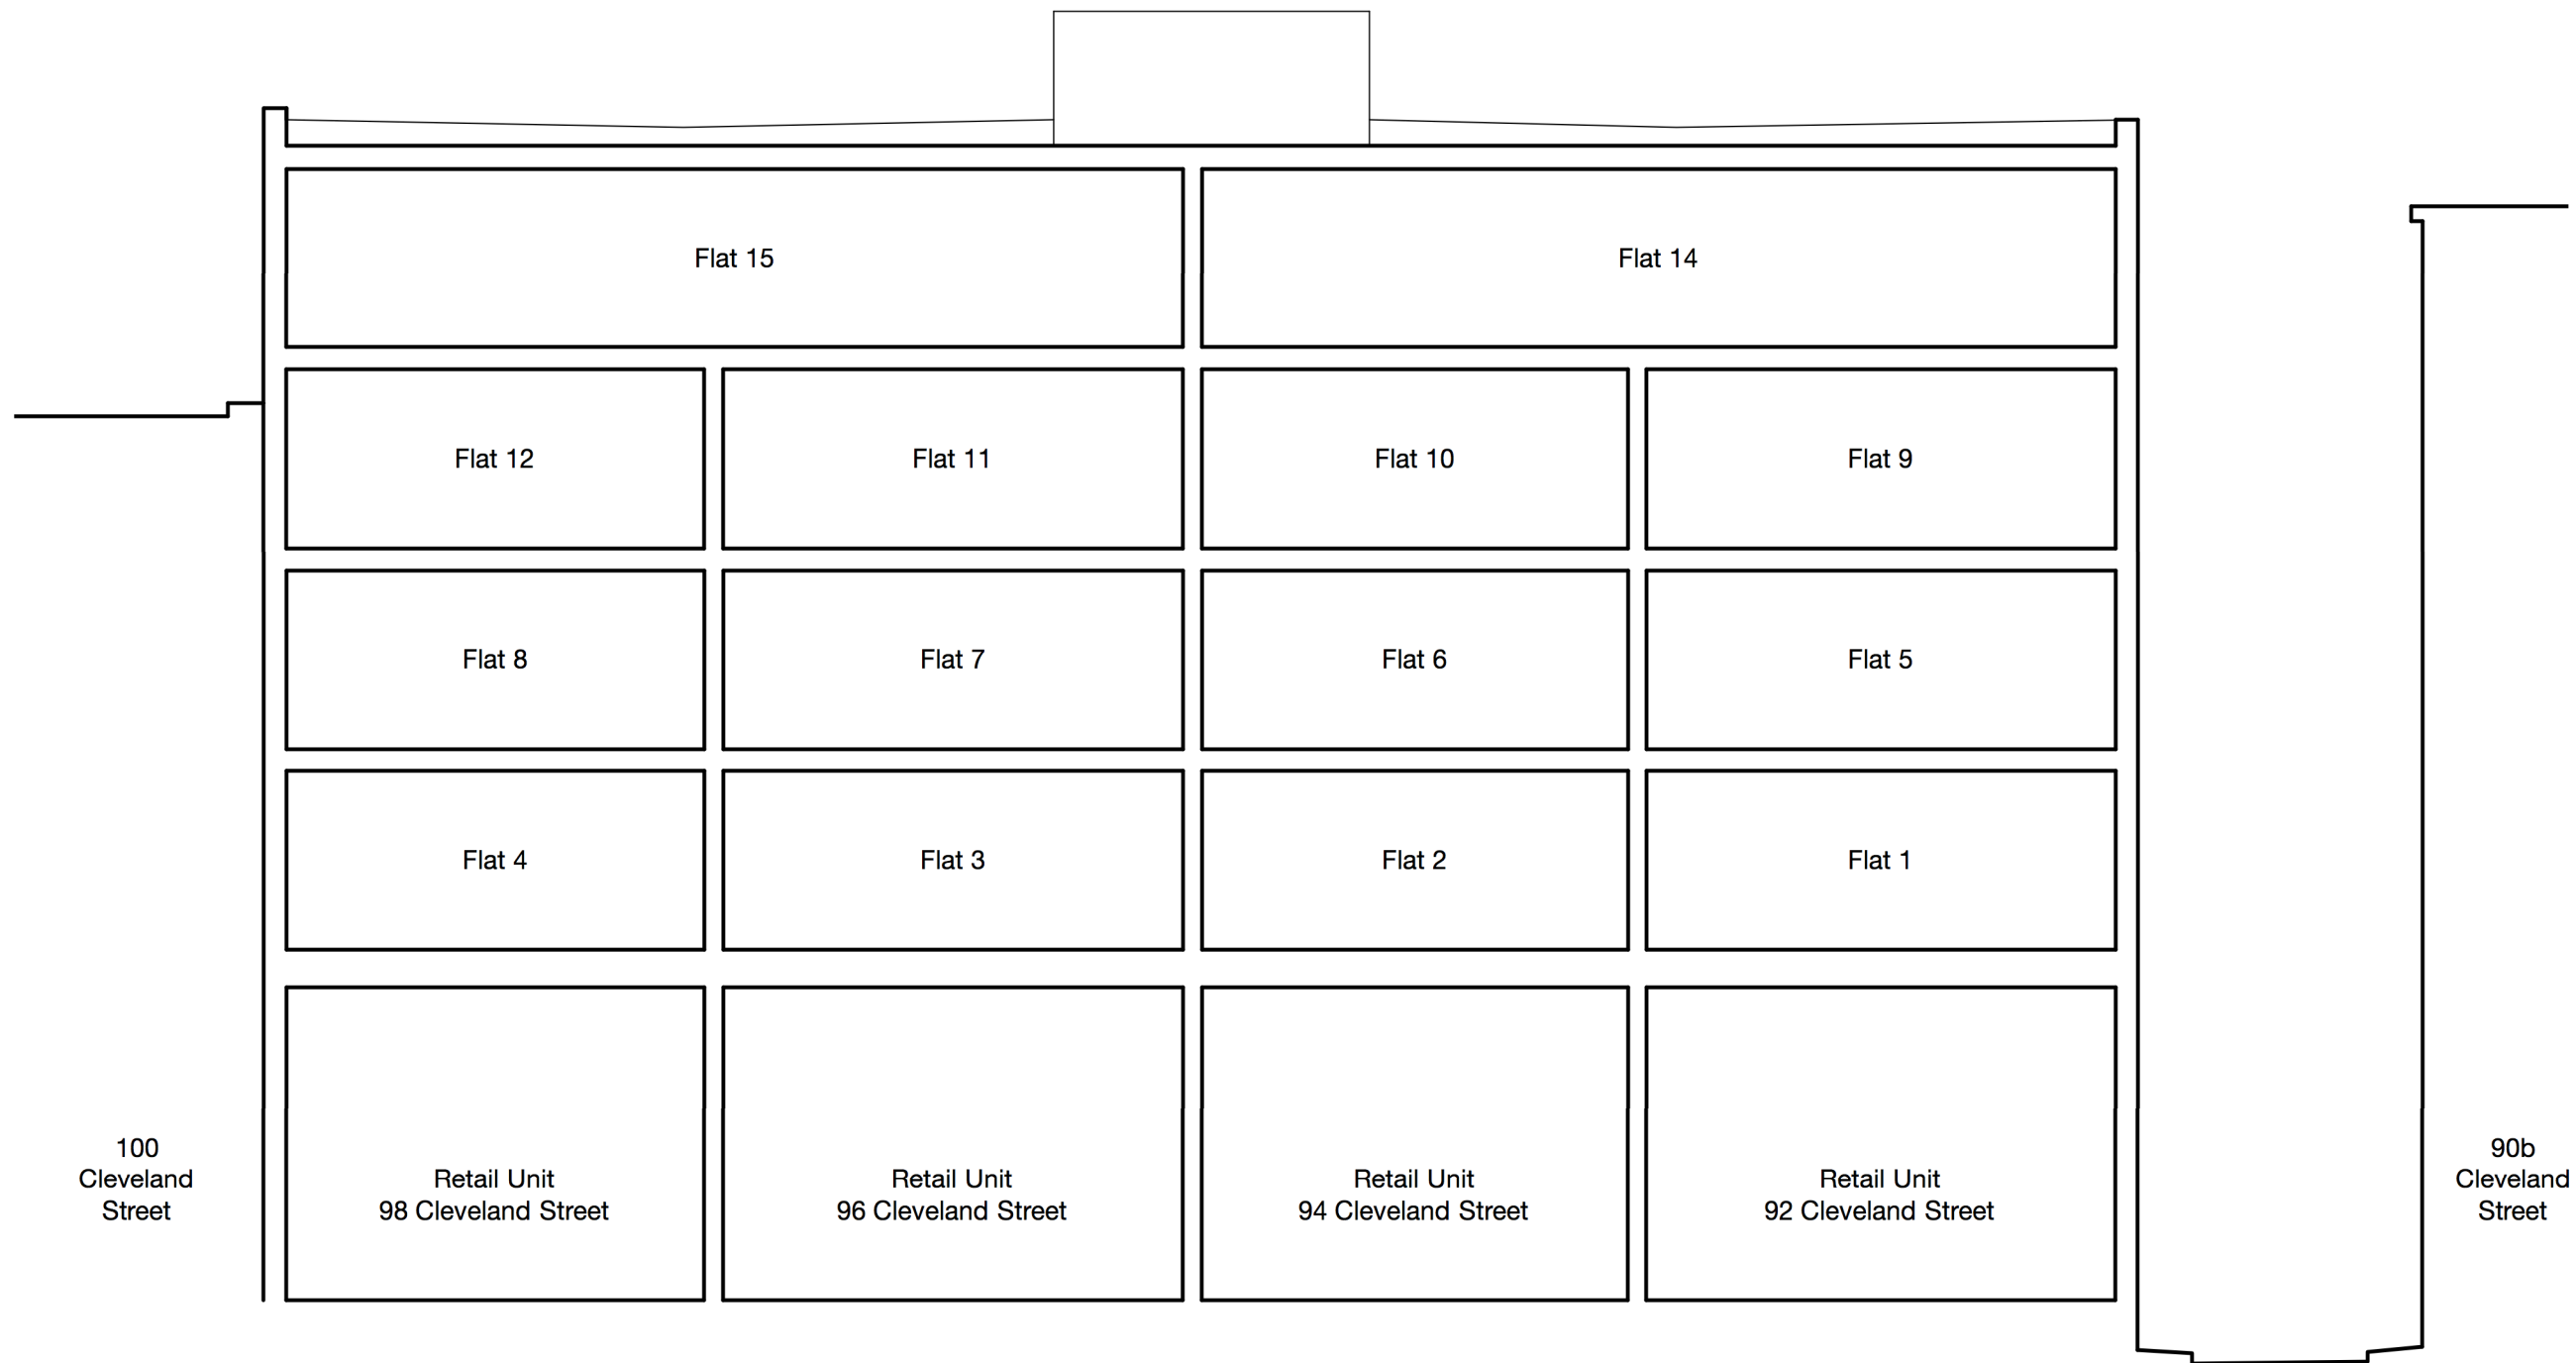 Flat 15
Flat 14
Flat 12
Flat 11
Flat 10
Flat 9
Flat 8
Flat 7
Flat 6
Flat 5
Flat 4
Flat 3
Flat 2
Flat 1
100
Cleveland
Street
Retail Unit
98 Cleveland Street
Retail Unit
96 Cleveland Street
Retail Unit
94 Cleveland Street
Retail Unit
92 Cleveland Street
90b
Cleveland
Street